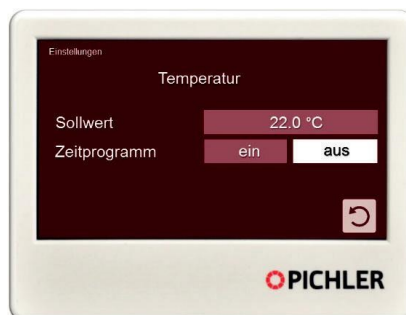 Einstellungen
Temperatur
Sollwert 22.0 °C
Zeitprogramm ein aus
PICHLER